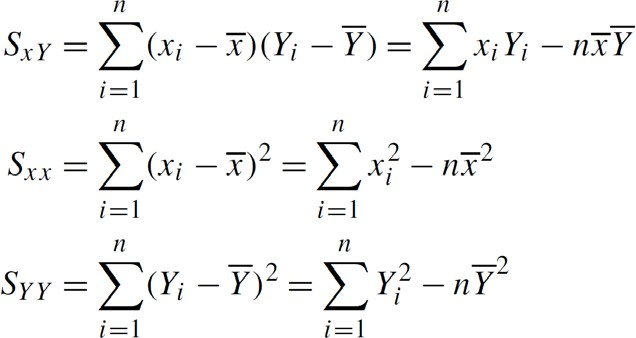 $S_{xY} = \sum_{i=1}^{n} (x_i - \overline{x})(Y_i - \overline{Y}) = \sum_{i=1}^{n} x_i Y_i - n\overline{x}\overline{Y}$
$S_{xx} = \sum_{i=1}^{n} (x_i - \overline{x})^2 = \sum_{i=1}^{n} x_i^2 - n\overline{x}^2$
$S_{YY} = \sum_{i=1}^{n} (Y_i - \overline{Y})^2 = \sum_{i=1}^{n} Y_i^2 - n\overline{Y}^2$